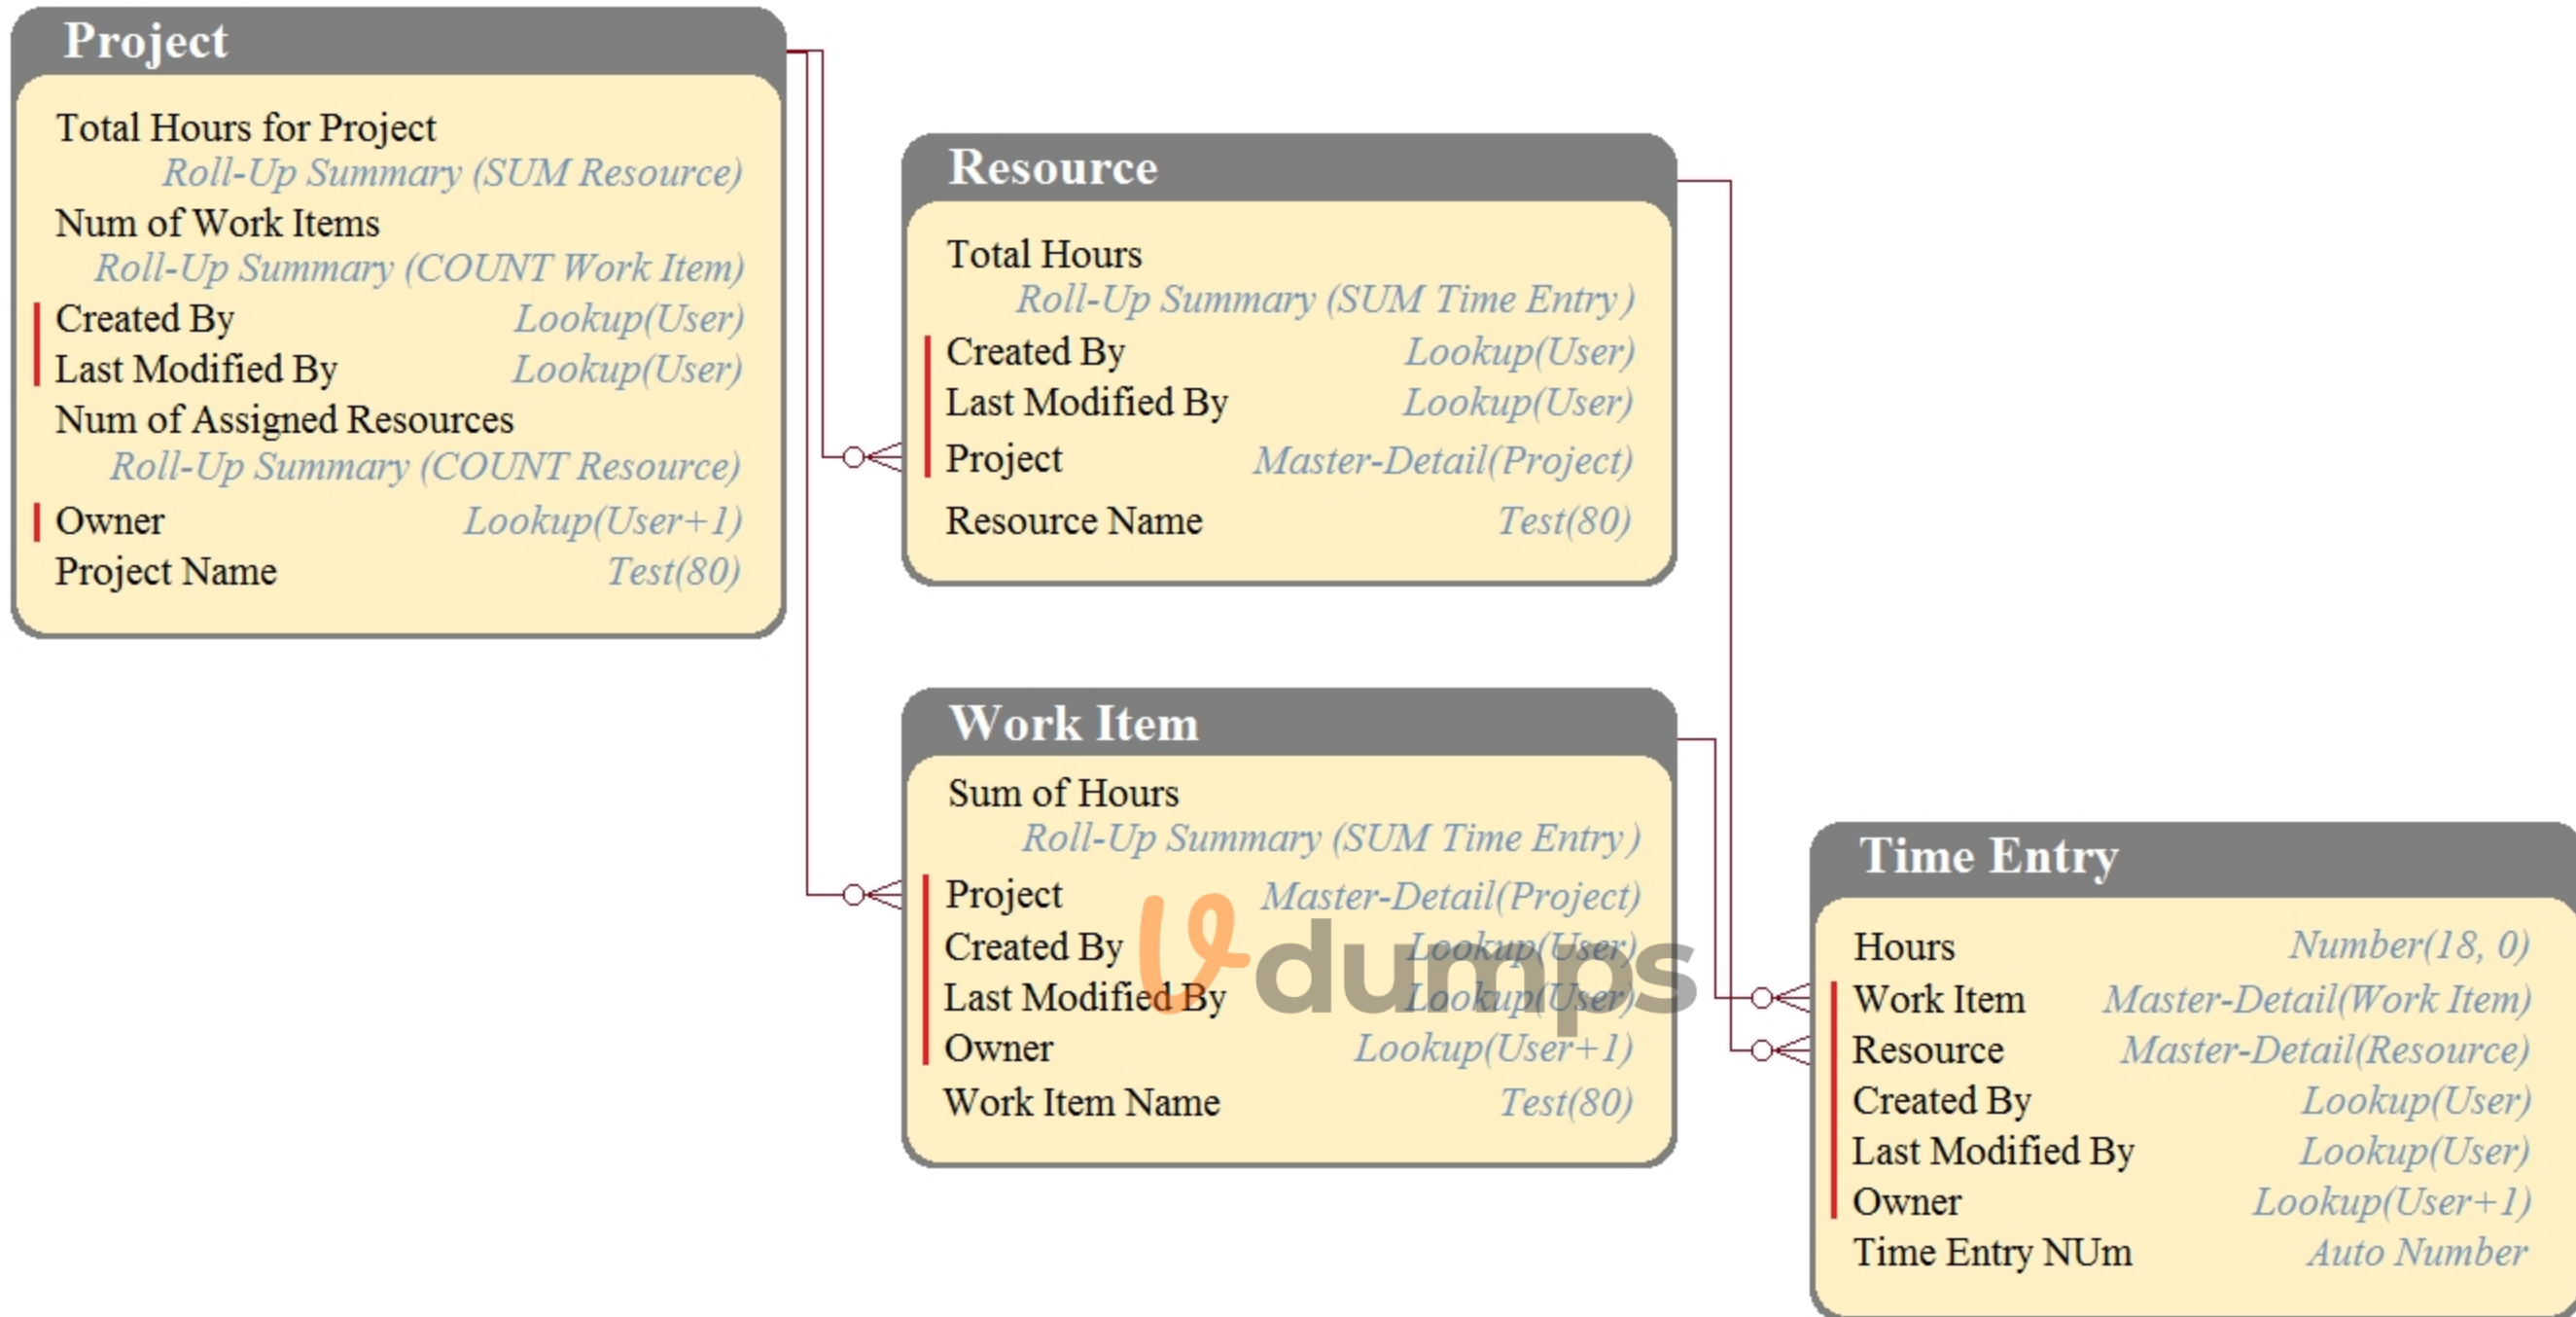 Project
Total Hours for Project
Roll-Up Summary (SUM Resource)
Num of Work Items
Roll-Up Summary (COUNT Work Item)
Created By Lookup(User)
Last Modified By Lookup(User)
Num of Assigned Resources
Roll-Up Summary (COUNT Resource)
Owner Lookup(User+1)
Project Name Test(80)
Resource
Total Hours
Roll-Up Summary (SUM Time Entry)
Created By Lookup(User)
Last Modified By Lookup(User)
Project Master-Detail(Project)
Resource Name Test(80)
Work Item
Sum of Hours
Roll-Up Summary (SUM Time Entry)
Project Master-Detail(Project)
Created By Lookup(User)
Last Modified By Lookup(User)
Owner Lookup(User+1)
Work Item Name Test(80)
Vdumps
Time Entry
Hours Number(18, 0)
Work Item Master-Detail(Work Item)
Resource Master-Detail(Resource)
Created By Lookup(User)
Last Modified By Lookup(User)
Owner Lookup(User+1)
Time Entry NUm Auto Number